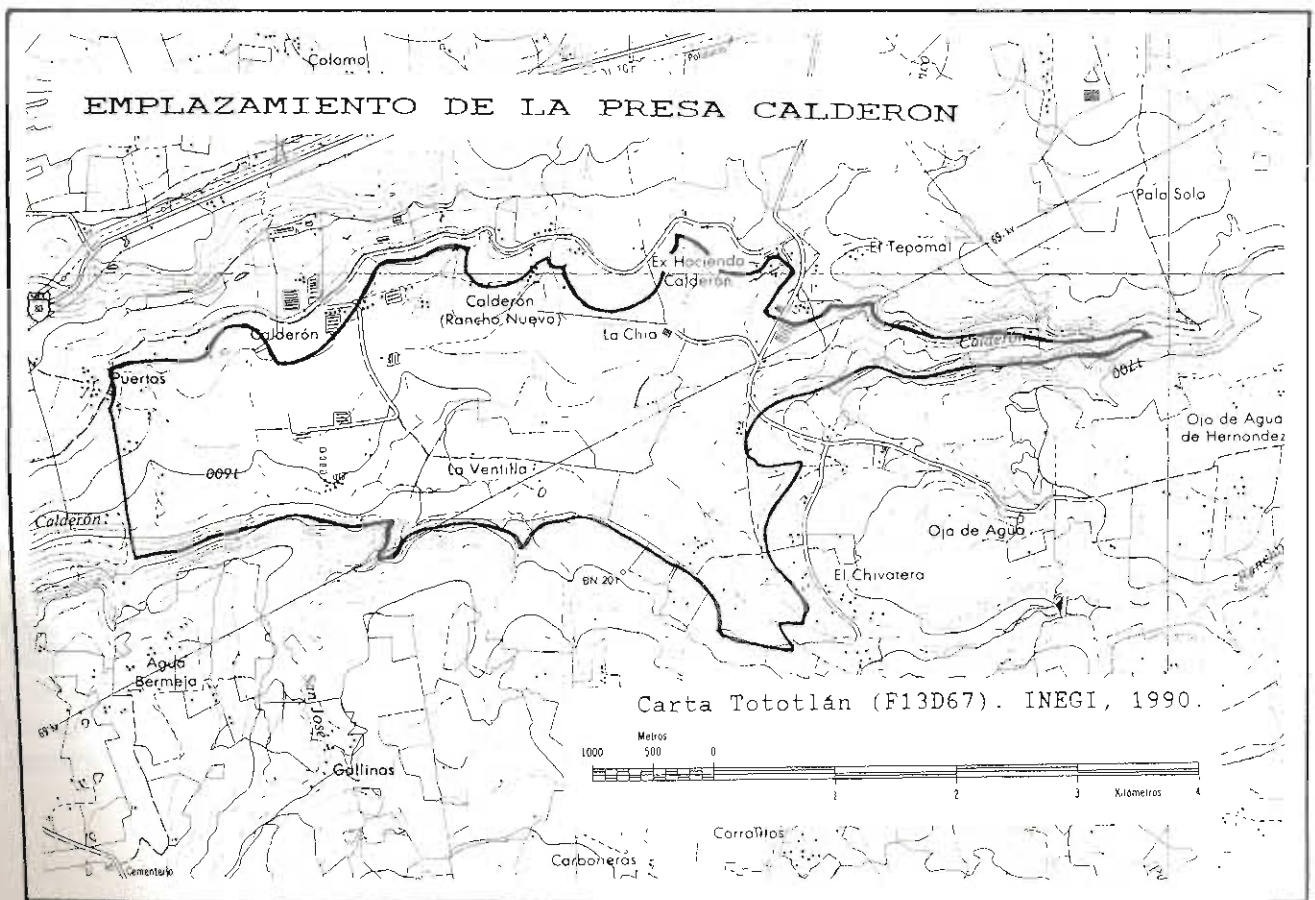 Colomo
EMPLAZAMIENTO DE LA PRESA CALDERON
Palo Solo
El Tepomal
Ex Hacienda
Calderón
Calderón
(Rancho Nuevo)
La Chia
Calderón
Calderón
1700
Puertas
Ojo de Agua
de Hernandez
1600
La Ventilla
Calderón
Ojo de Agua
BN 201
El Chivatera
Agua
Bermeja
San José
Gallinas
Carta Tototlán (F13D67). INEGI, 1990.
Metros
1000 500 0
1 2 3 Kilómetros 4
Corralitos
Carboneras
Cementerio